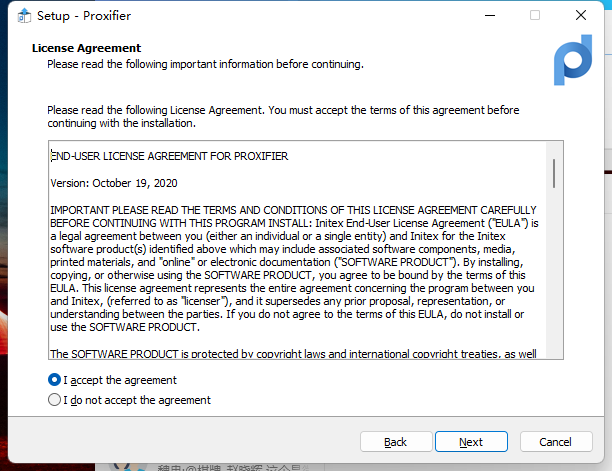 Setup - Proxifier
License Agreement
Please read the following important information before continuing.
Please read the following License Agreement. You must accept the terms of this agreement before
continuing with the installation.
END-USER LICENSE AGREEMENT FOR PROXIFIER
Version: October 19, 2020
IMPORTANT PLEASE READ THE TERMS AND CONDITIONS OF THIS LICENSE AGREEMENT CAREFULLY
BEFORE CONTINUING WITH THIS PROGRAM INSTALL: Initex End-User License Agreement ("EULA") is
a legal agreement between you (either an individual or a single entity) and Initex for the Initex
software product(s) identified above which may include associated software components, media,
printed materials, and "online" or electronic documentation ("SOFTWARE PRODUCT"). By installing,
copying, or otherwise using the SOFTWARE PRODUCT, you agree to be bound by the terms of this
EULA. This license agreement represents the entire agreement concerning the program between you
and Initex, (referred to as "licenser"), and it supersedes any prior proposal, representation, or
understanding between the parties. If you do not agree to the terms of this EULA, do not install or
use the SOFTWARE PRODUCT.
The SOFTWARE PRODUCT is protected by copyright laws and international copyright treaties, as well
I accept the agreement
I do not accept the agreement
Back
Next
Cancel